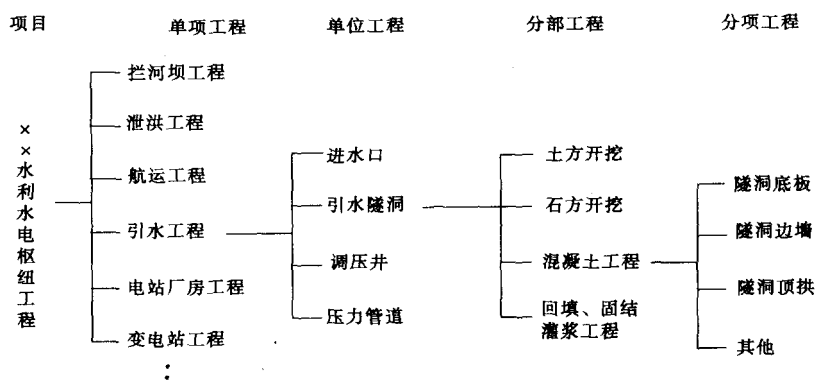 项目
单项工程
单位工程
分部工程
分项工程
××水利水电枢纽工程
拦河坝工程
泄洪工程
航运工程
引水工程
电站厂房工程
变电站工程
⋮
进水口
引水隧洞
调压井
压力管道
土方开挖
石方开挖
混凝土工程
回填、固结
灌浆工程
隧洞底板
隧洞边墙
隧洞顶拱
其他